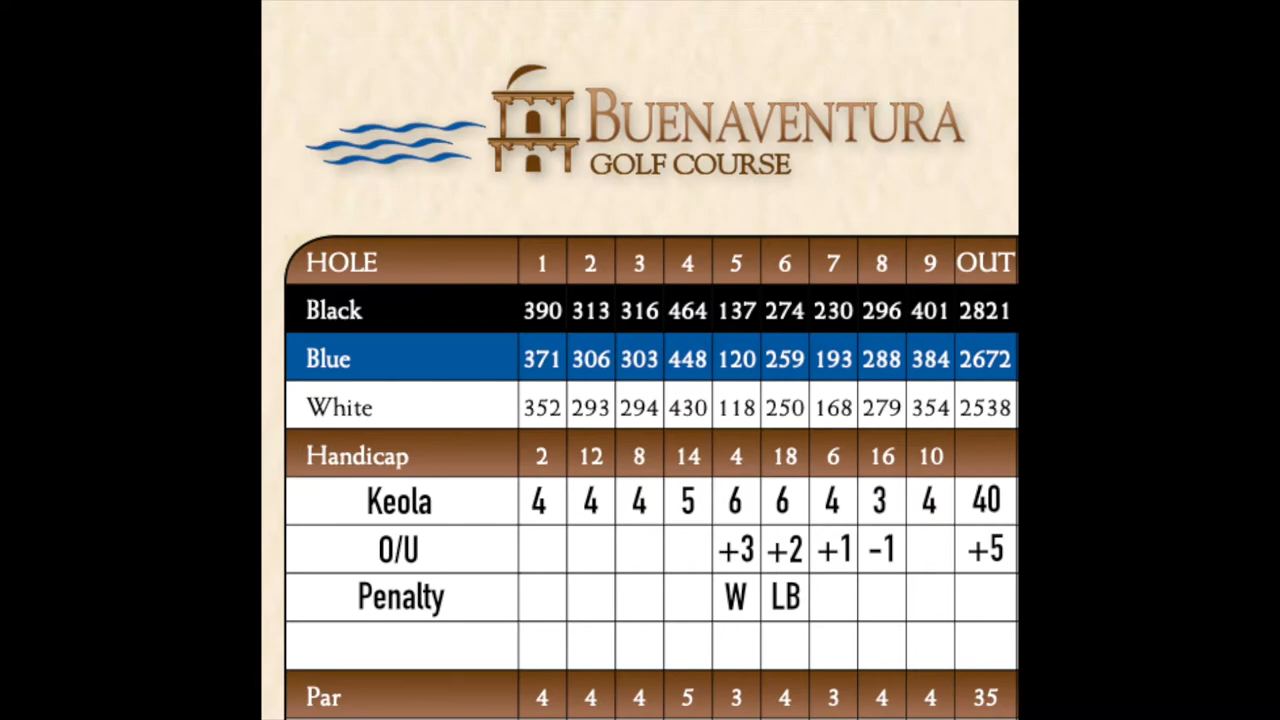 BUENAVENTURA
GOLF COURSE
HOLE 1 2 3 4 5 6 7 8 9 OUT
Black 390 313 316 464 137 274 230 296 401 2821
Blue 371 306 303 448 120 259 193 288 384 2672
White 352 293 294 430 118 250 168 279 354 2538
Handicap 2 12 8 14 4 18 6 16 10
Keola 4 4 4 5 6 6 4 3 4 40
O/U +3 +2 +1 -1 +5
Penalty W LB
Par 4 4 4 5 3 4 3 4 4 35